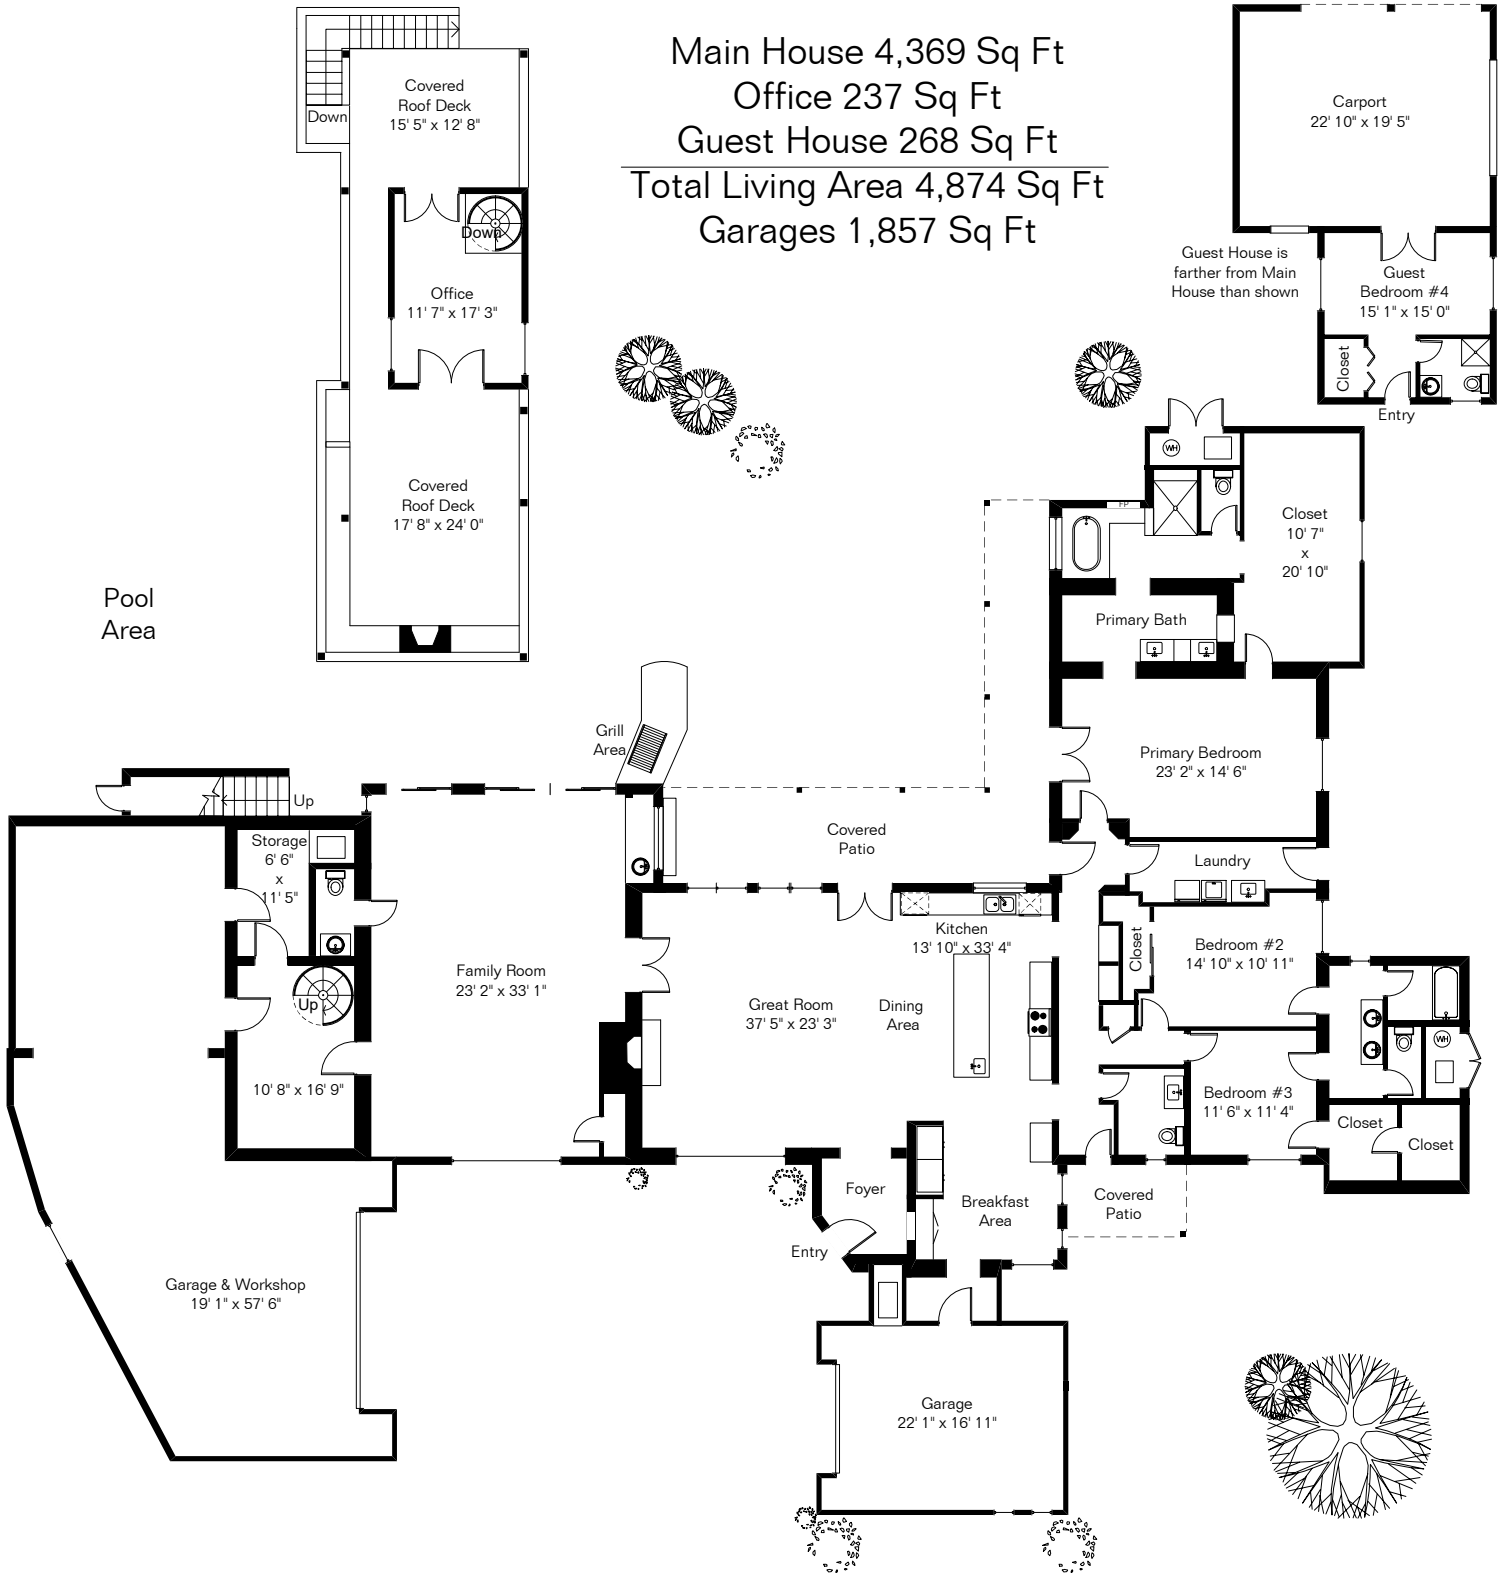 Main House 4,369 Sq Ft
Office 237 Sq Ft
Guest House 268 Sq Ft
Total Living Area 4,874 Sq Ft
Garages 1,857 Sq Ft
Covered
Roof Deck
15' 5" x 12' 8"
Down
Down
Office
11' 7" x 17' 3"
Covered
Roof Deck
17' 8" x 24' 0"
Carport
22' 10" x 19' 5"
Guest House is
farther from Main
House than shown
Guest
Bedroom #4
15' 1" x 15' 0"
Closet
Entry
Pool
Area
WH
FP
Closet
10' 7"
x
20' 10"
Primary Bath
Primary Bedroom
23' 2" x 14' 6"
Grill
Area
Up
Covered
Patio
Storage
6' 6"
x
11' 5"
Laundry
Kitchen
13' 10" x 33' 4"
Closet
Bedroom #2
14' 10" x 10' 11"
Family Room
23' 2" x 33' 1"
Great Room
37' 5" x 23' 3"
Dining
Area
Up
WH
10' 8" x 16' 9"
Bedroom #3
11' 6" x 11' 4"
Closet
Closet
Foyer
Breakfast
Area
Covered
Patio
Entry
Garage & Workshop
19' 1" x 57' 6"
Garage
22' 1" x 16' 11"